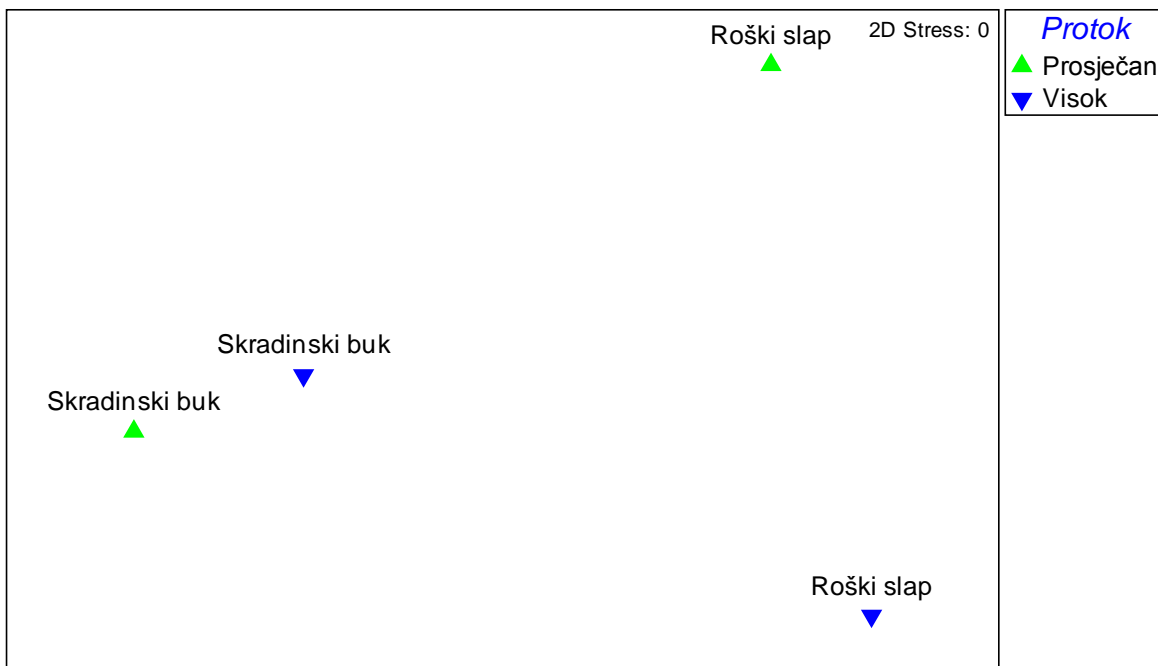 Roški slap
2D Stress: 0
Skradinski buk
Skradinski buk
Roški slap
Protok
Prosječan
Visok